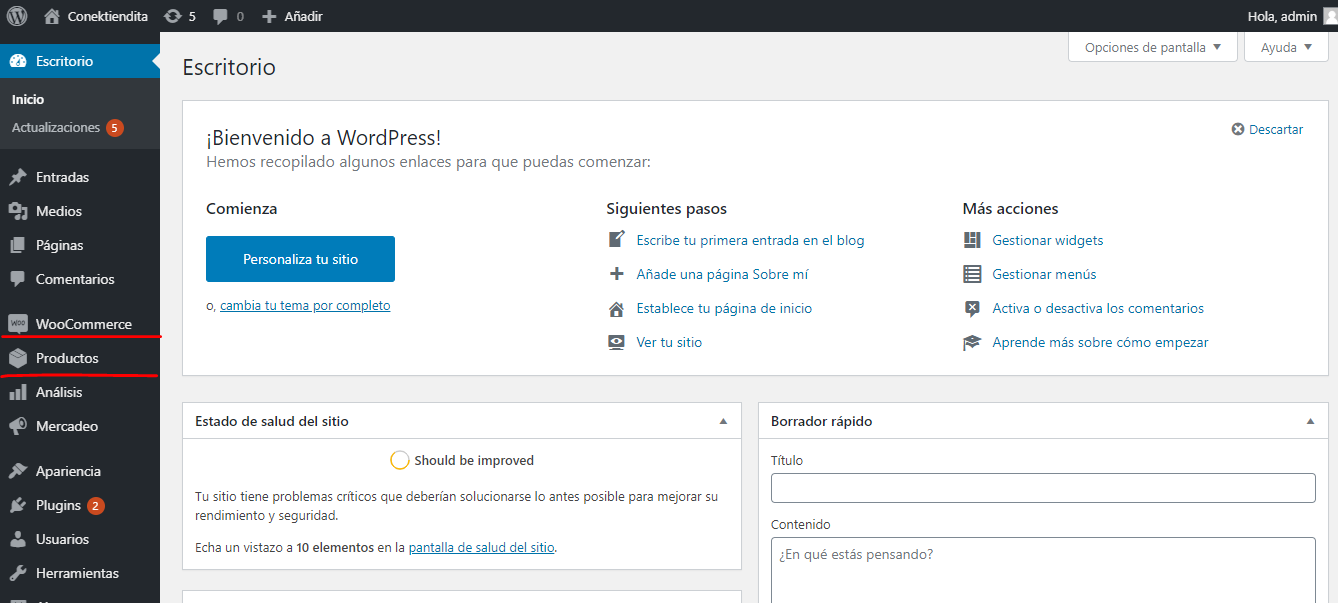 Conektiendita 5 0 Añadir Hola, admin
Escritorio
Inicio
Actualizaciones 5
Entradas
Medios
Páginas
Comentarios
WooCommerce
Productos
Análisis
Mercadeo
Apariencia
Plugins 2
Usuarios
Herramientas
Opciones de pantalla Ayuda
Escritorio
¡Bienvenido a WordPress!
Descartar
Hemos recopilado algunos enlaces para que puedas comenzar:
Comienza
Personaliza tu sitio
o, cambia tu tema por completo
Siguientes pasos
Escribe tu primera entrada en el blog
Añade una página Sobre mí
Establece tu página de inicio
Ver tu sitio
Más acciones
Gestionar widgets
Gestionar menús
Activa o desactiva los comentarios
Aprende más sobre cómo empezar
Estado de salud del sitio
Should be improved
Tu sitio tiene problemas críticos que deberían solucionarse lo antes posible para mejorar su
rendimiento y seguridad.
Echa un vistazo a 10 elementos en la pantalla de salud del sitio.
Borrador rápido
Título
Contenido
¿En qué estás pensando?